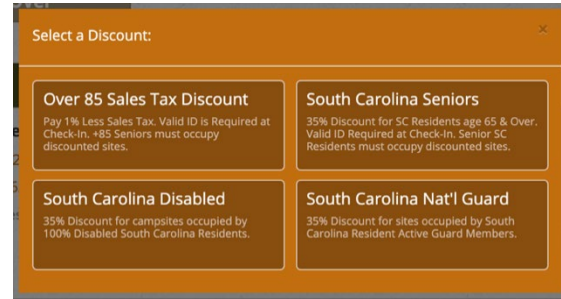 Select a Discount:
×
Over 85 Sales Tax Discount
Pay 1% Less Sales Tax. Valid ID is Required at
Check-In. +85 Seniors must occupy
discounted sites.
South Carolina Seniors
35% Discount for SC Residents age 65 & Over.
Valid ID Required at Check-In. Senior SC
Residents must occupy discounted sites.
South Carolina Disabled
35% Discount for campsites occupied by
100% Disabled South Carolina Residents.
South Carolina Nat'l Guard
35% Discount for sites occupied by South
Carolina Resident Active Guard Members.